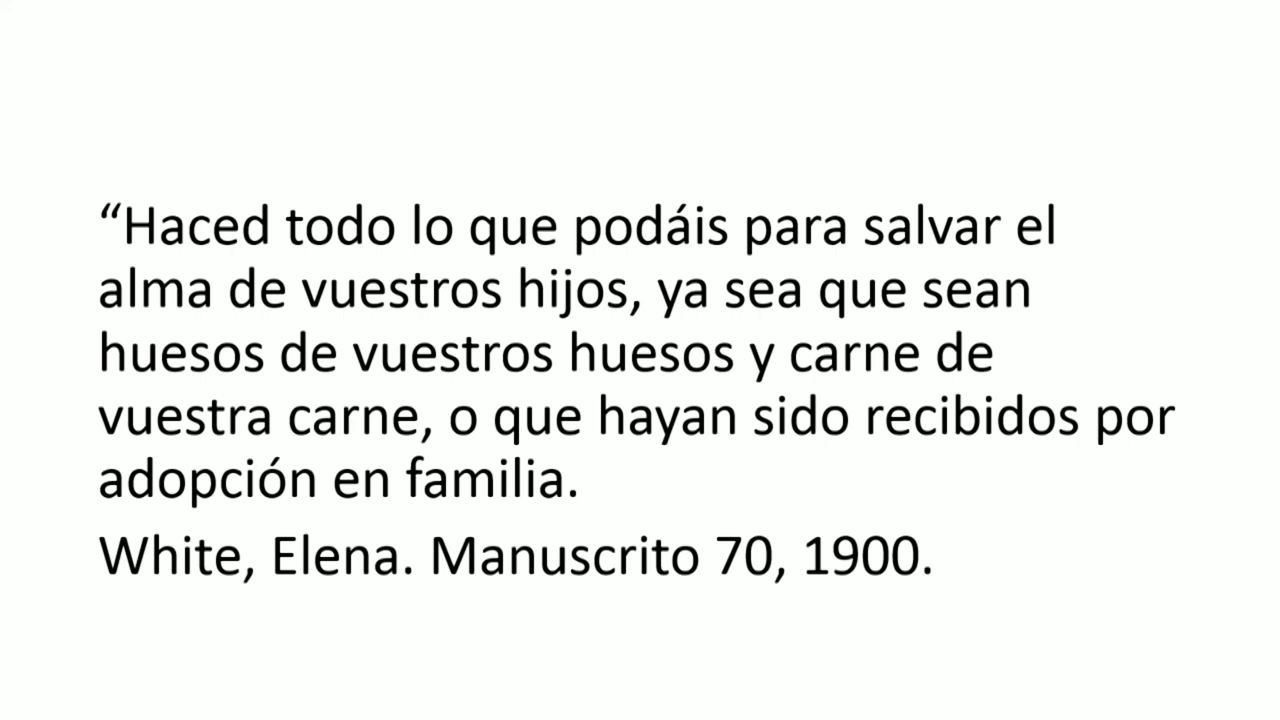 “Haced todo lo que podáis para salvar el
alma de vuestros hijos, ya sea que sean
huesos de vuestros huesos y carne de
vuestra carne, o que hayan sido recibidos por
adopción en familia.
White, Elena. Manuscrito 70, 1900.